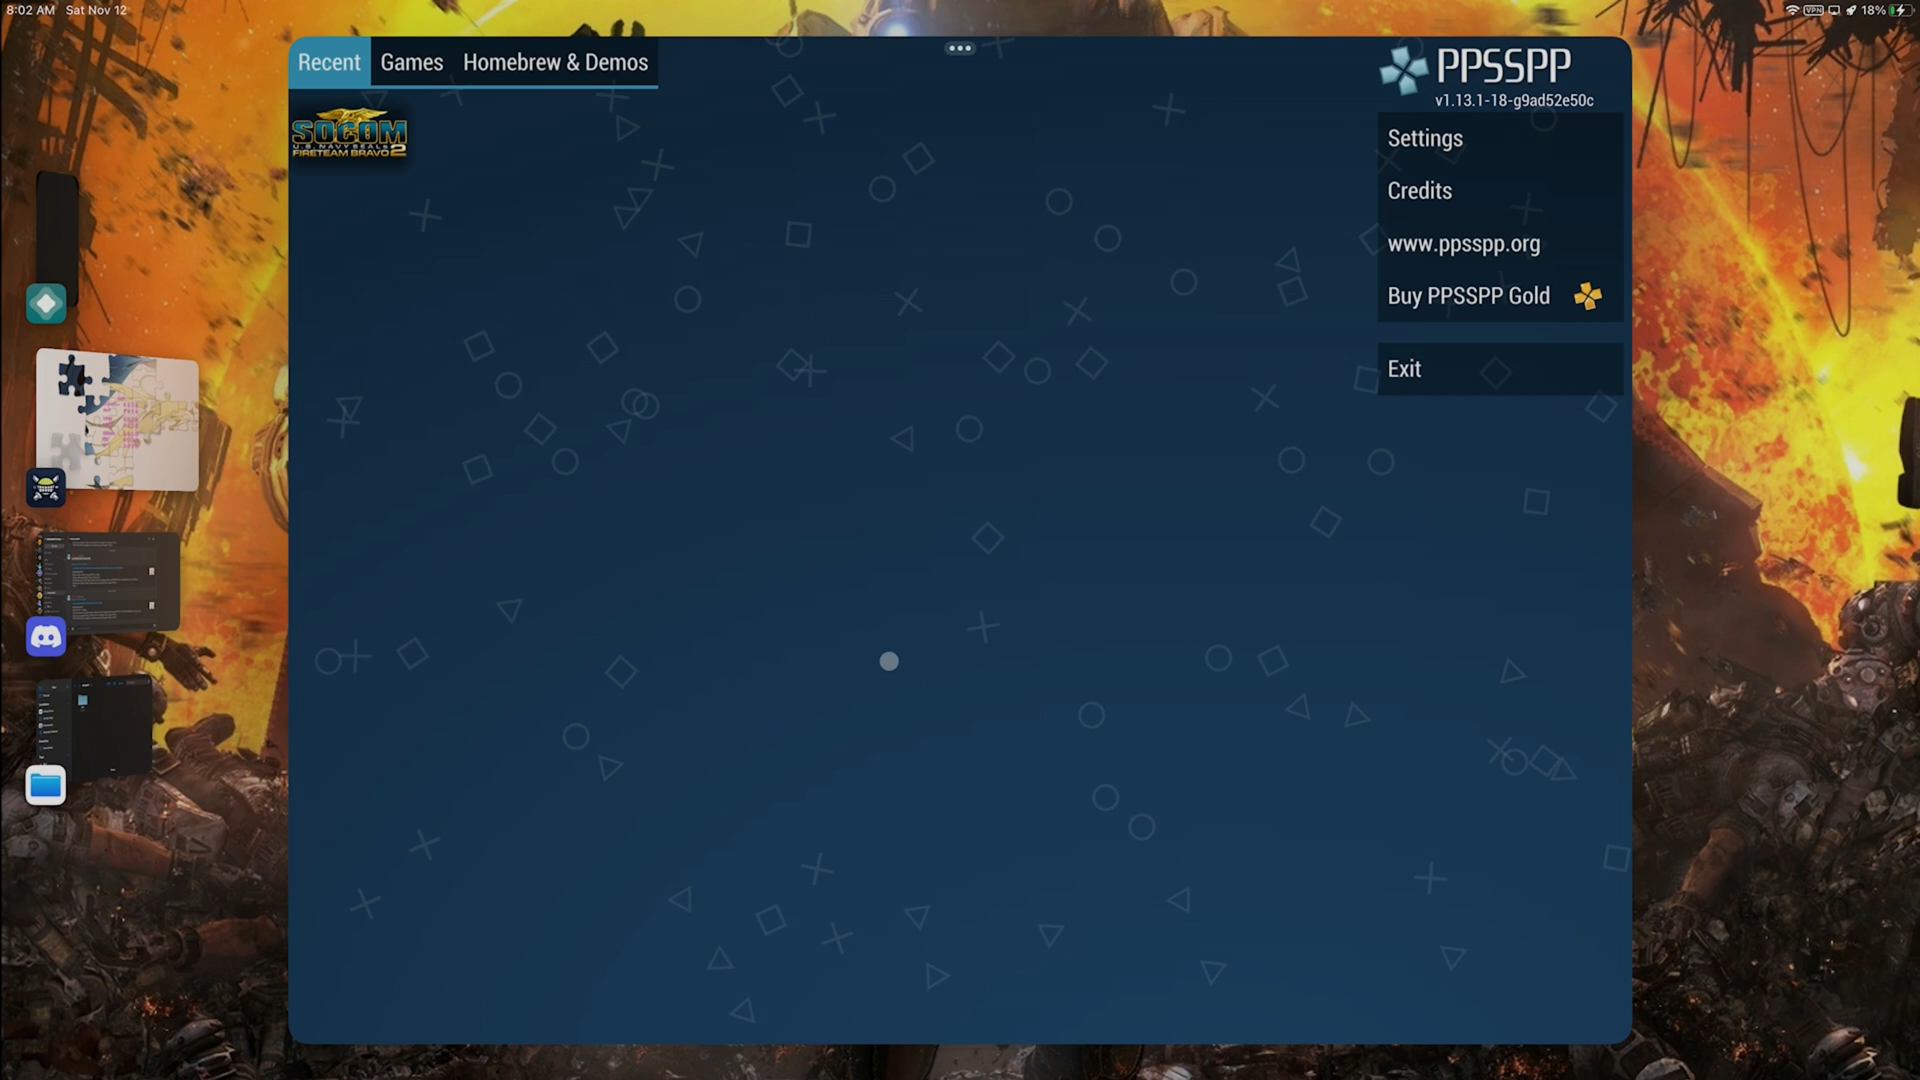 8:02 AM Sat Nov 12
VPN 18%
Recent Games Homebrew & Demos
PPSSPP
v1.13.1-18-g9ad52e50c
SOCOM
U.S. NAVY SEALS
FIRETEAM BRAVO 2
Settings
Credits
www.ppsspp.org
Buy PPSSPP Gold
Exit